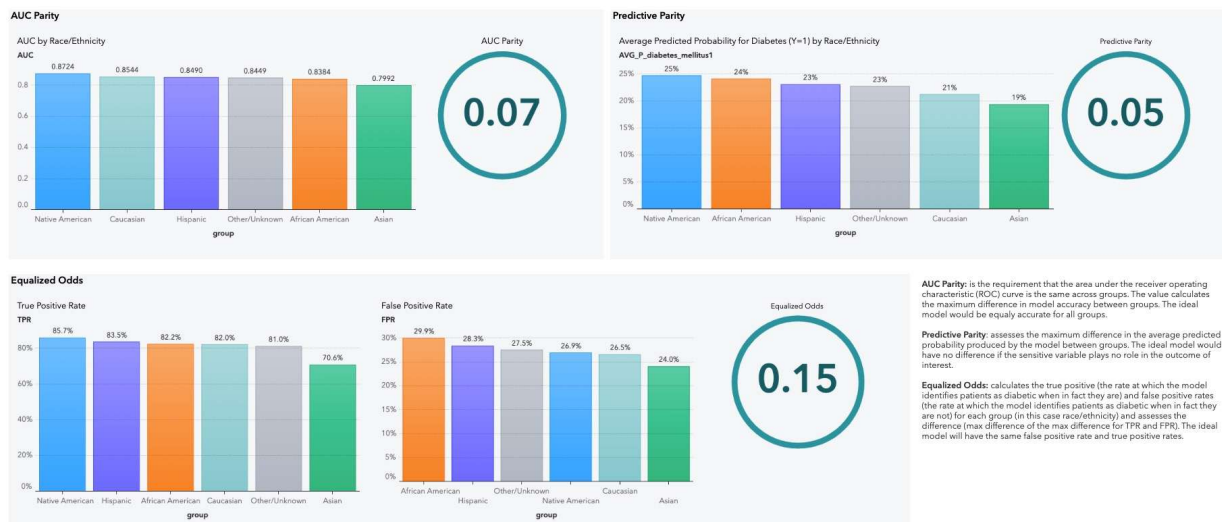 AUC Parity
AUC by Race/Ethnicity
AUC
0.8724
0.8544
0.8490
0.8449
0.8384
0.7992
0.8
0.6
0.4
0.2
0.0
Native American
Caucasian
Hispanic
Other/Unknown
African American
Asian
group
AUC Parity
0.07
Predictive Parity
Average Predicted Probability for Diabetes (Y=1) by Race/Ethnicity
AVG_P_diabetes_mellitus1
25%
24%
23%
23%
21%
19%
25%
20%
15%
10%
5%
0%
Native American
African American
Hispanic
Other/Unknown
Caucasian
Asian
group
Predictive Parity
0.05
Equalized Odds
True Positive Rate
TPR
85.7%
83.5%
82.2%
82.0%
81.0%
70.6%
80%
60%
40%
20%
0%
Native American
Hispanic
African American
Caucasian
Other/Unknown
Asian
group
False Positive Rate
FPR
29.9%
28.3%
27.5%
26.9%
26.5%
24.0%
30%
25%
20%
15%
10%
5%
0%
African American
Hispanic
Other/Unknown
Native American
Caucasian
Asian
group
Equalized Odds
0.15
AUC Parity: is the requirement that the area under the receiver operating
characteristic (ROC) curve is the same across groups. The value calculates
the maximum difference in model accuracy between groups. The ideal
model would be equaly accurate for all groups.
Predictive Parity: assesses the maximum difference in the average predicted
probability produced by the model between groups. The ideal model would
have no difference if the sensitive variable plays no role in the outcome of
interest.
Equalized Odds: calculates the true positive (the rate at which the model
identifies patients as diabetic when in fact they are) and false positive rates
(the rate at which the model identifies patients as diabetic when in fact they
are not) for each group (in this case race/ethnicity) and assesses the
difference (max difference of the max difference for TPR and FPR). The ideal
model will have the same false positive rate and true positive rates.